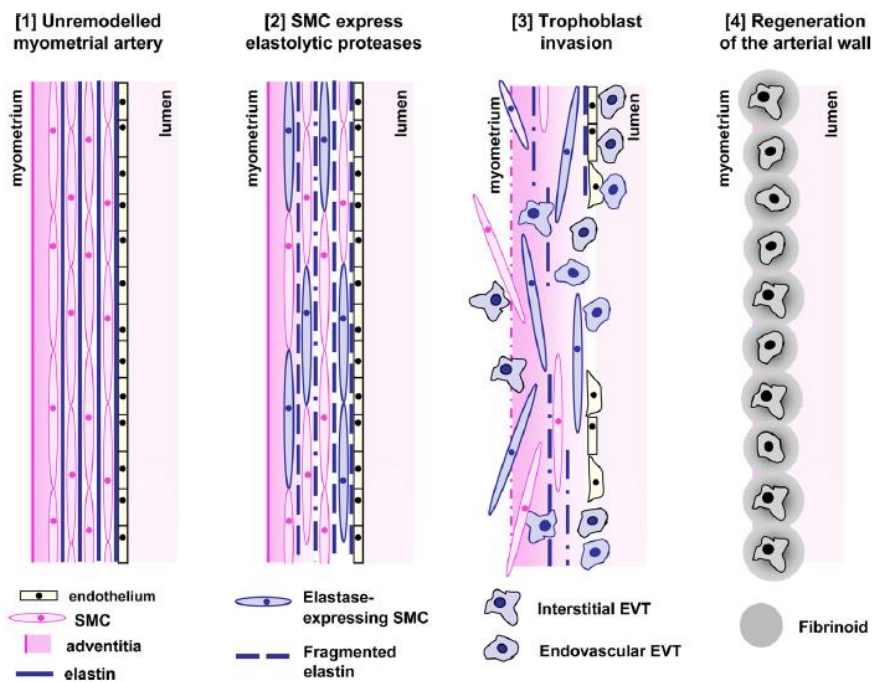 [1] Unremodelled
myometrial artery
[2] SMC express
elastolytic proteases
[3] Trophoblast
invasion
[4] Regeneration
of the arterial wall
myometrium
lumen
myometrium
lumen
myometrium
lumen
myometrium
lumen
endothelium
SMC
adventitia
elastin
Elastase-
expressing SMC
Fragmented
elastin
Interstitial EVT
Endovascular EVT
Fibrinoid